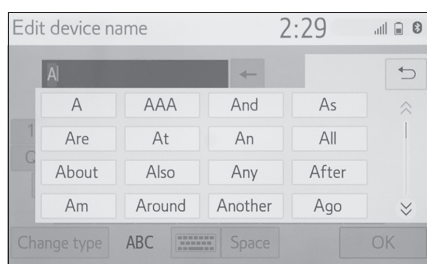 Edit device name 2:29
A
A AAA And As
Are At An All
About Also Any After
Am Around Another Ago
1
Q
Change type ABC Space OK